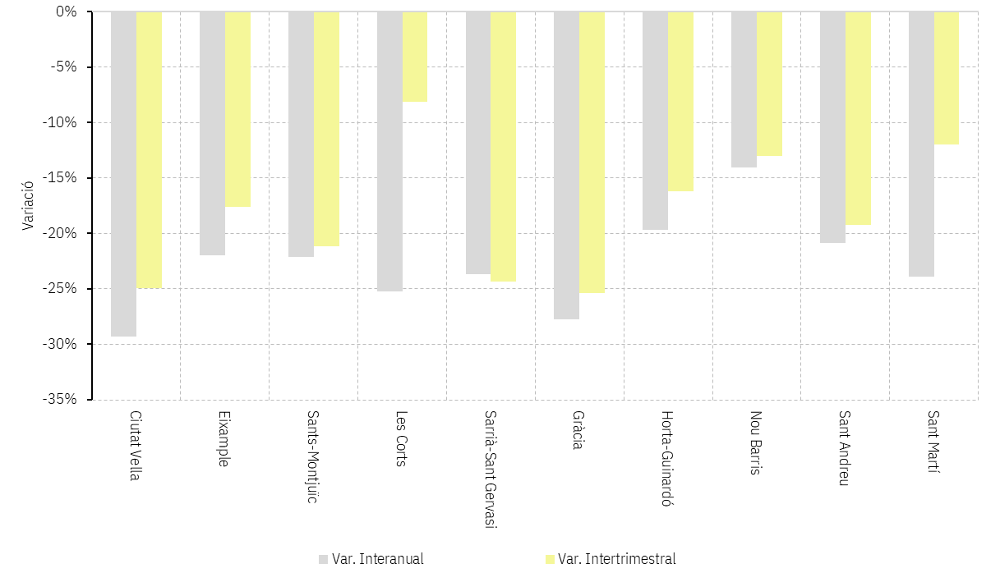 0%
-5%
-10%
-15%
-20%
-25%
-30%
-35%
Variació
Ciutat Vella
Eixample
Sants-Montjuïc
Les Corts
Sarrià-Sant Gervasi
Gràcia
Horta-Guinardó
Nou Barris
Sant Andreu
Sant Martí
Var. Interanual
Var. Intertrimestral